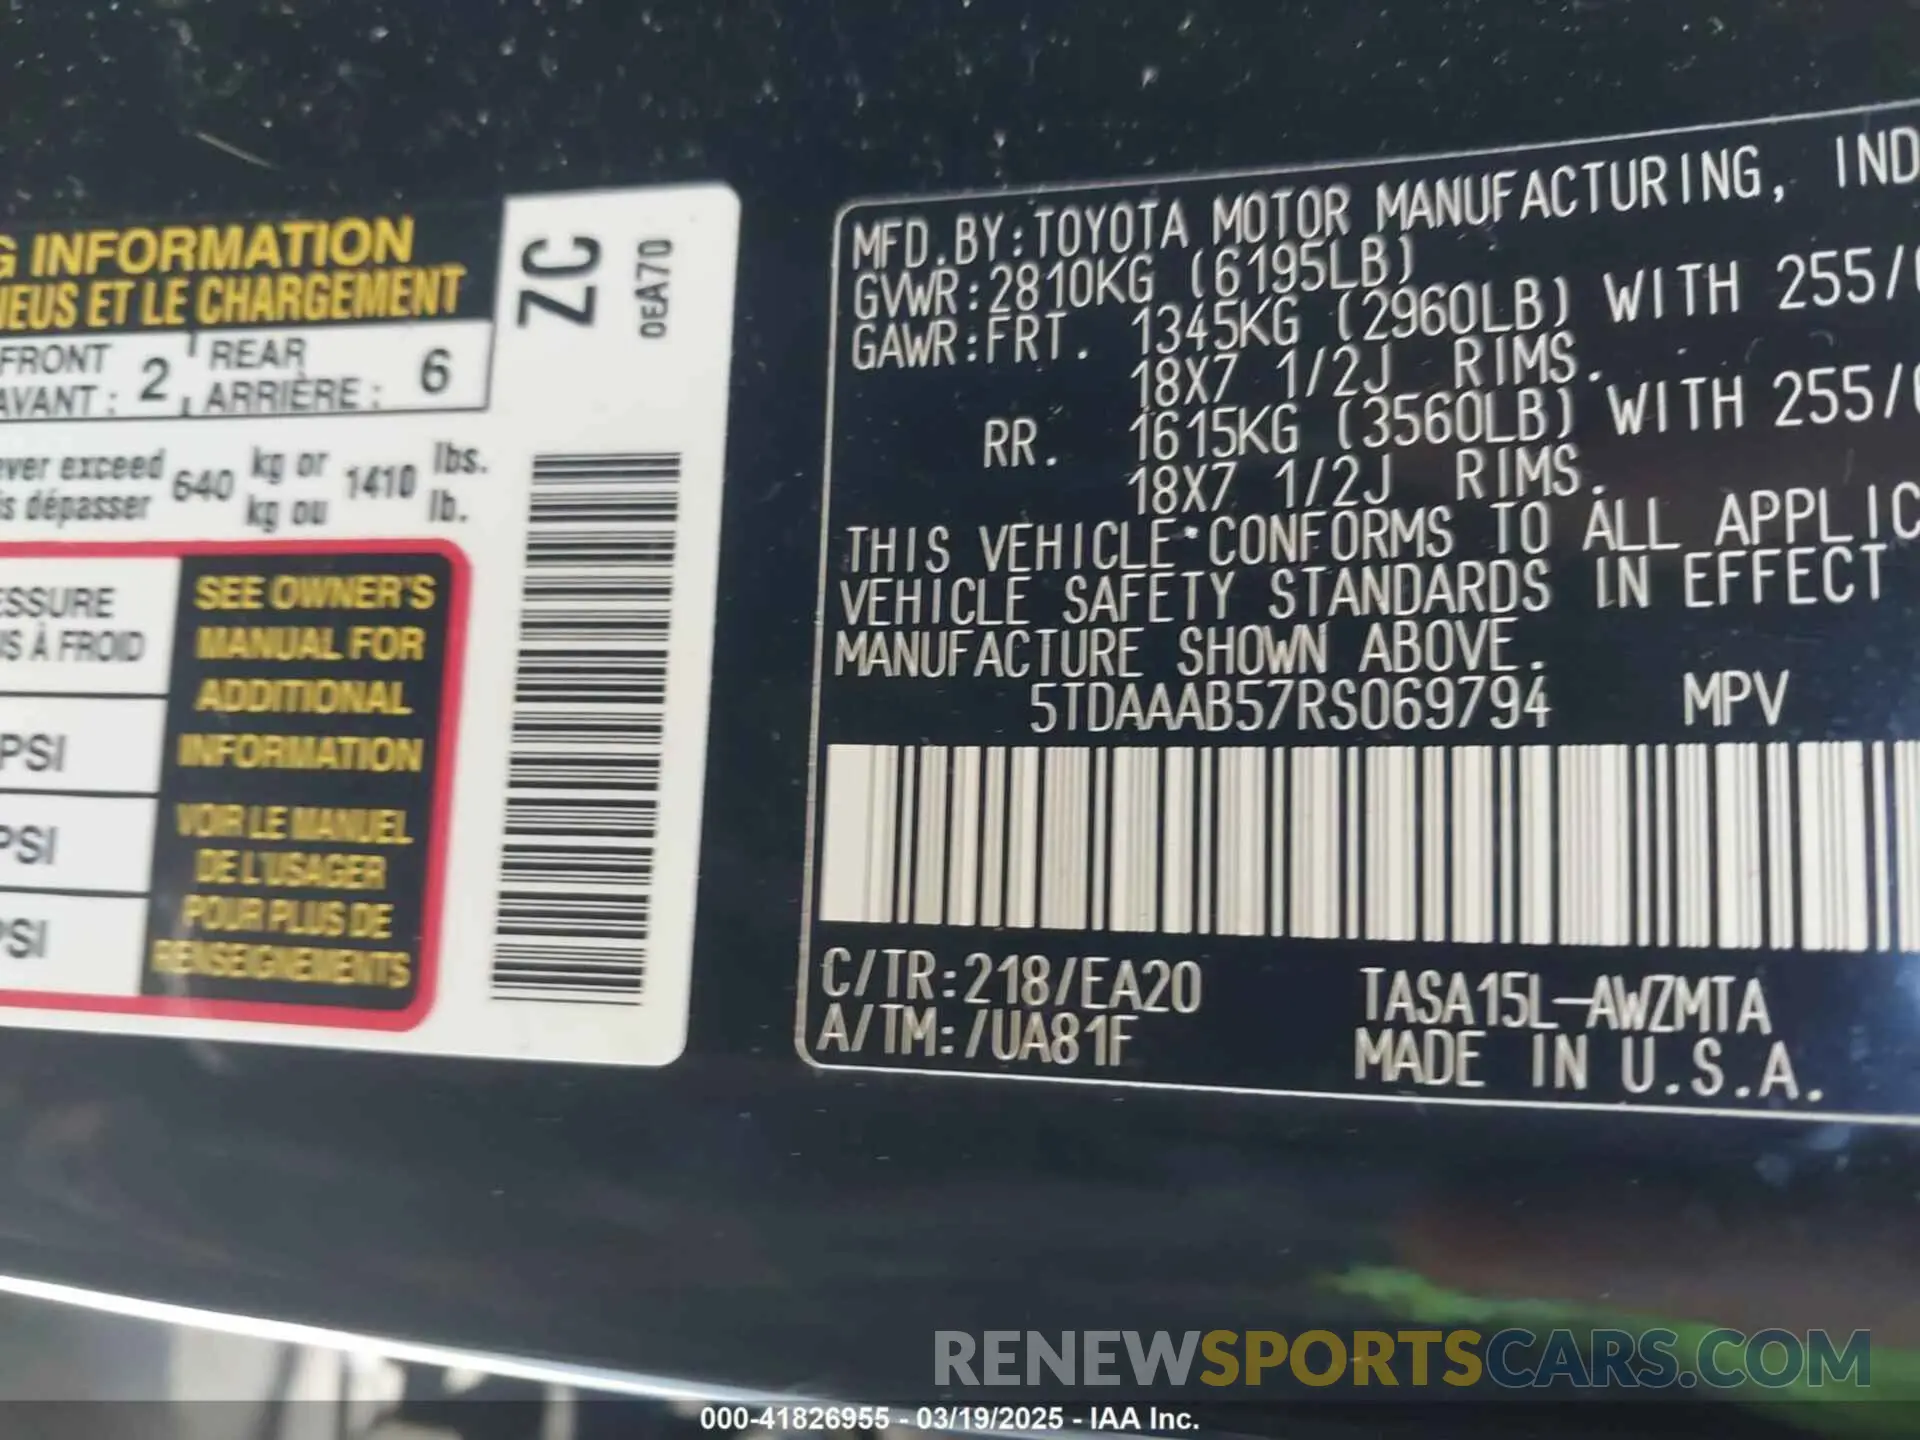 G INFORMATION
NEUS ET LE CHARGEMENT
FRONT 2 REAR 6
AVANT : ARRIÈRE :
ever exceed 640 kg or 1410 lbs.
is dépasser kg ou lb.
ESSURE
US À FROID
PSI
PSI
PSI
SEE OWNER'S
MANUAL FOR
ADDITIONAL
INFORMATION
VOIR LE MANUEL
DE L'USAGER
POUR PLUS DE
RENSEIGNEMENTS
ZC
0EA70
MFD.BY:TOYOTA MOTOR MANUFACTURING, IND
GVWR:2810KG (6195LB)
GAWR:FRT. 1345KG (2960LB) WITH 255/
18X7 1/2J RIMS.
RR. 1615KG (3560LB) WITH 255/
18X7 1/2J RIMS.
THIS VEHICLE CONFORMS TO ALL APPLIC
VEHICLE SAFETY STANDARDS IN EFFECT
MANUFACTURE SHOWN ABOVE.
5TDAAAB57RS069794 MPV
C/TR:218/EA20 TASA15L-AWZMTA
A/TM:/UA81F MADE IN U.S.A.
RENEWSPORTSCARS.COM
000-41826955 - 03/19/2025 - IAA Inc.